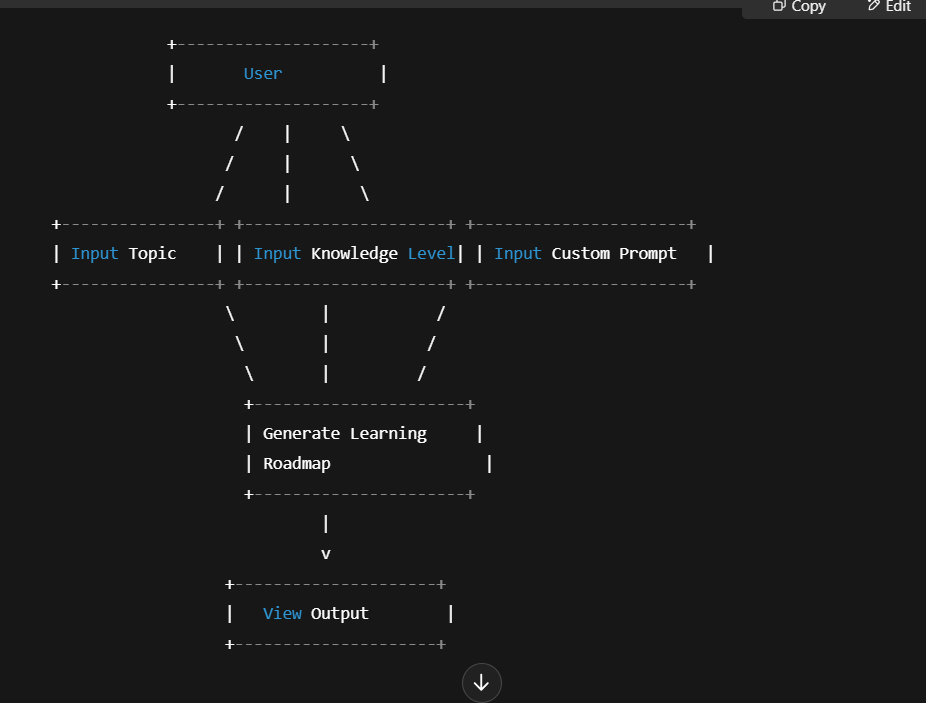 Copy Edit
+--------------------+
|       User          |
+--------------------+
/    |     \
/     |      \
/      |       \
+----------------+ +---------------------+ +----------------------+
| Input Topic    | | Input Knowledge Level| | Input Custom Prompt   |
+----------------+ +---------------------+ +----------------------+
\         |           /
\        |          /
\       |        /
+----------------------+
| Generate Learning     |
| Roadmap                |
+----------------------+
|
v
+---------------------+
|   View Output        |
+---------------------+